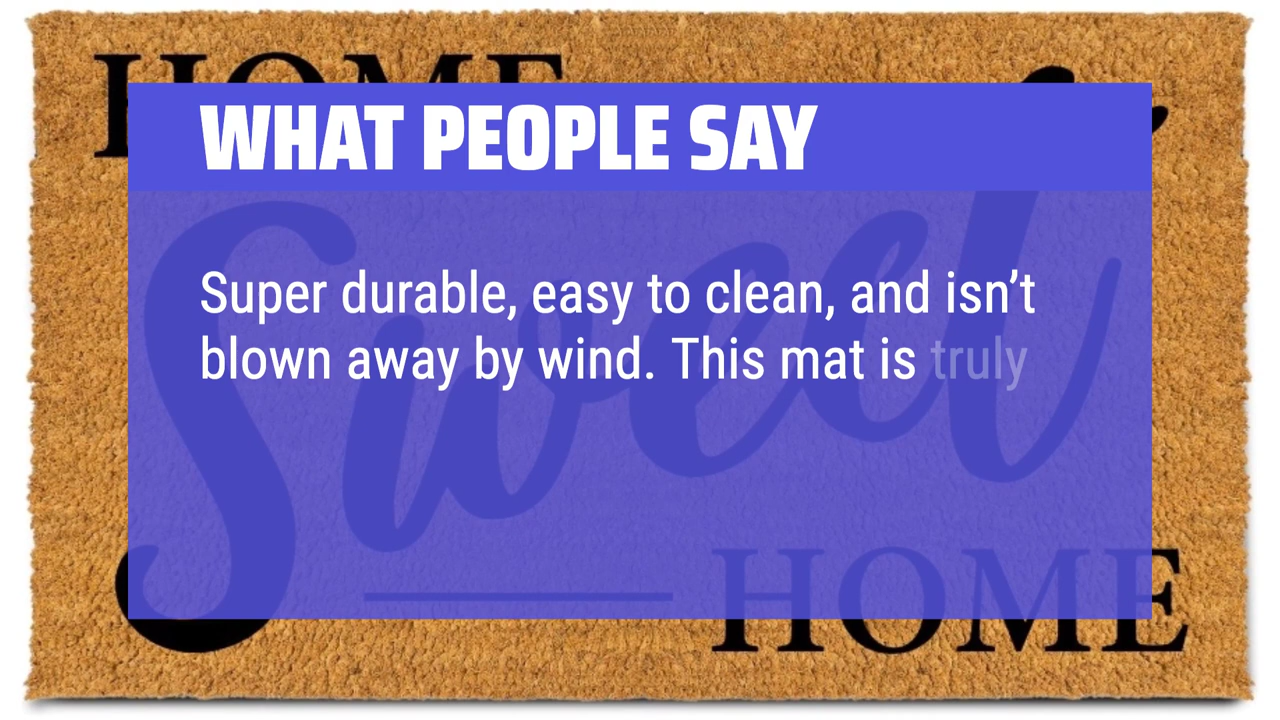 HOME
WHAT PEOPLE SAY
Sweet
Super durable, easy to clean, and isn’t
blown away by wind. This mat is truly
HOME